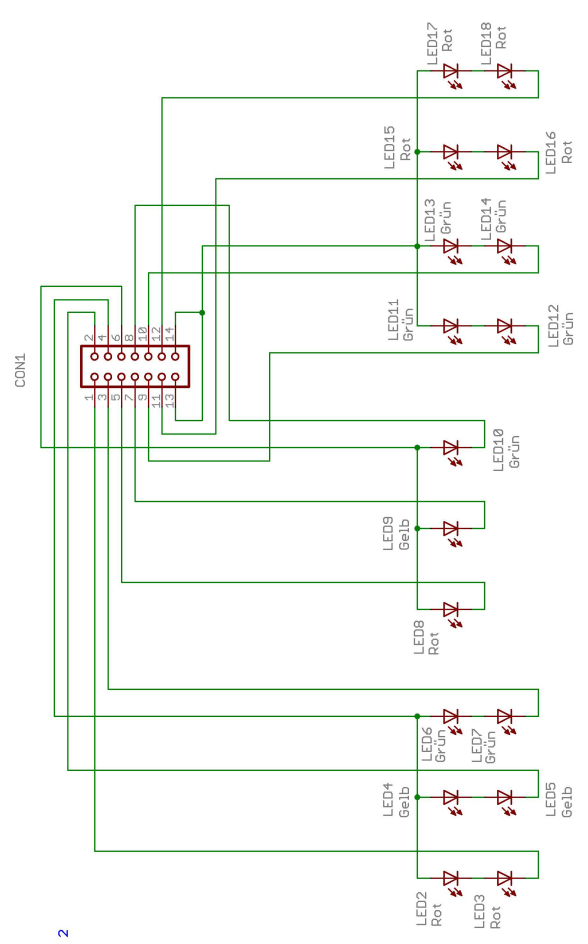 LED17
Rot
LED18
Rot
LED15
Rot
LED16
Rot
LED13
Grün
LED14
Grün
LED11
Grün
LED12
Grün
CON1
2
4
6
8
10
12
14
1
3
5
7
9
11
13
LED10
Grün
LED9
Gelb
LED8
Rot
LED6
Grün
LED7
Grün
LED4
Gelb
LED5
Gelb
LED2
Rot
LED3
Rot
2